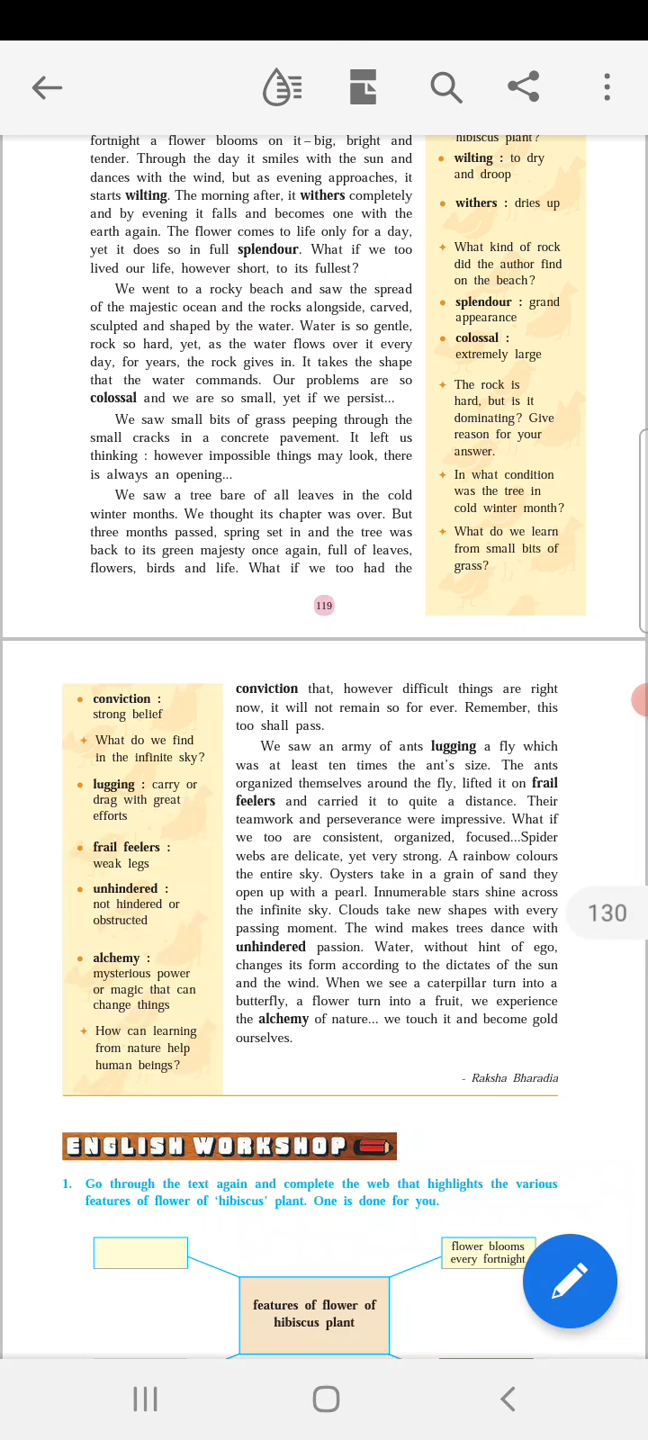 fortnight a flower blooms on it – big, bright and
tender. Through the day it smiles with the sun and
dances with the wind, but as evening approaches, it
starts wilting. The morning after, it withers completely
and by evening it falls and becomes one with the
earth again. The flower comes to life only for a day,
yet it does so in full splendour. What if we too
lived our life, however short, to its fullest?
We went to a rocky beach and saw the spread
of the majestic ocean and the rocks alongside, carved,
sculpted and shaped by the water. Water is so gentle,
rock so hard, yet, as the water flows over it every
day, for years, the rock gives in. It takes the shape
that the water commands. Our problems are so
colossal and we are so small, yet if we persist...
We saw small bits of grass peeping through the
small cracks in a concrete pavement. It left us
thinking : however impossible things may look, there
is always an opening...
We saw a tree bare of all leaves in the cold
winter months. We thought its chapter was over. But
three months passed, spring set in and the tree was
back to its green majesty once again, full of leaves,
flowers, birds and life. What if we too had the
hibiscus plant?
• wilting : to dry
and droop
• withers : dries up
✦ What kind of rock
did the author find
on the beach?
• splendour : grand
appearance
• colossal :
extremely large
✦ The rock is
hard, but is it
dominating? Give
reason for your
answer.
✦ In what condition
was the tree in
cold winter month?
✦ What do we learn
from small bits of
grass?
119
• conviction :
strong belief
✦ What do we find
in the infinite sky?
• lugging : carry or
drag with great
efforts
• frail feelers :
weak legs
• unhindered :
not hindered or
obstructed
• alchemy :
mysterious power
or magic that can
change things
✦ How can learning
from nature help
human beings?
conviction that, however difficult things are right
now, it will not remain so for ever. Remember, this
too shall pass.
We saw an army of ants lugging a fly which
was at least ten times the ant's size. The ants
organized themselves around the fly, lifted it on frail
feelers and carried it to quite a distance. Their
teamwork and perseverance were impressive. What if
we too are consistent, organized, focused...Spider
webs are delicate, yet very strong. A rainbow colours
the entire sky. Oysters take in a grain of sand they
open up with a pearl. Innumerable stars shine across
the infinite sky. Clouds take new shapes with every
passing moment. The wind makes trees dance with
unhindered passion. Water, without hint of ego,
changes its form according to the dictates of the sun
and the wind. When we see a caterpillar turn into a
butterfly, a flower turn into a fruit, we experience
the alchemy of nature... we touch it and become gold
ourselves.
- Raksha Bharadia
130
ENGLISH WORKSHOP
1. Go through the text again and complete the web that highlights the various
features of flower of 'hibiscus' plant. One is done for you.
flower blooms
every fortnight
features of flower of
hibiscus plant